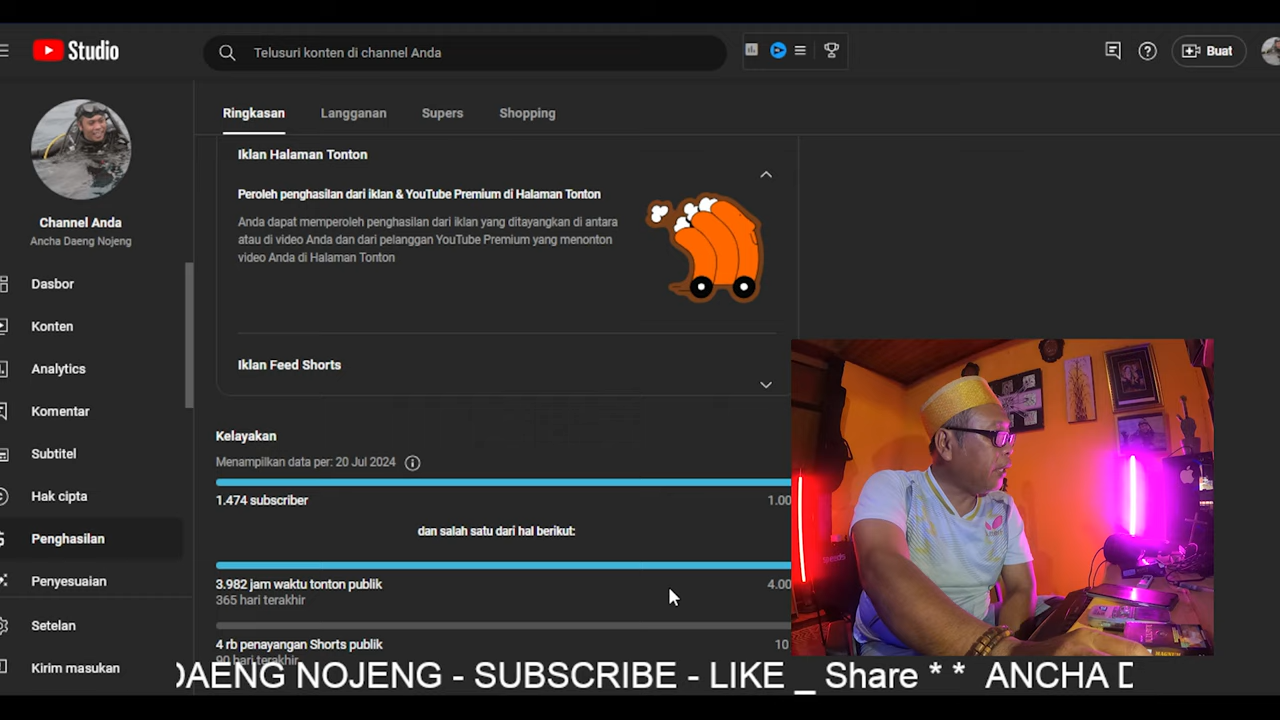 Studio
Telusuri konten di channel Anda
Buat
Ringkasan
Langganan
Supers
Shopping
Channel Anda
Ancha Daeng Nojeng
Dasbor
Konten
Analytics
Komentar
Subtitel
Hak cipta
Penghasilan
Penyesuaian
Setelan
Kirim masukan
Iklan Halaman Tonton
Peroleh penghasilan dari iklan & YouTube Premium di Halaman Tonton
Anda dapat memperoleh penghasilan dari iklan yang ditayangkan di antara
atau di video Anda dan dari pelanggan YouTube Premium yang menonton
video Anda di Halaman Tonton
Iklan Feed Shorts
Kelayakan
Menampilkan data per: 20 Jul 2024
1.474 subscriber
1.00
dan salah satu dari hal berikut:
3.982 jam waktu tonton publik
4.00
365 hari terakhir
4 rb penayangan Shorts publik
10
90 hari terakhir
DAENG NOJENG - SUBSCRIBE - LIKE _ Share * * ANCHA D